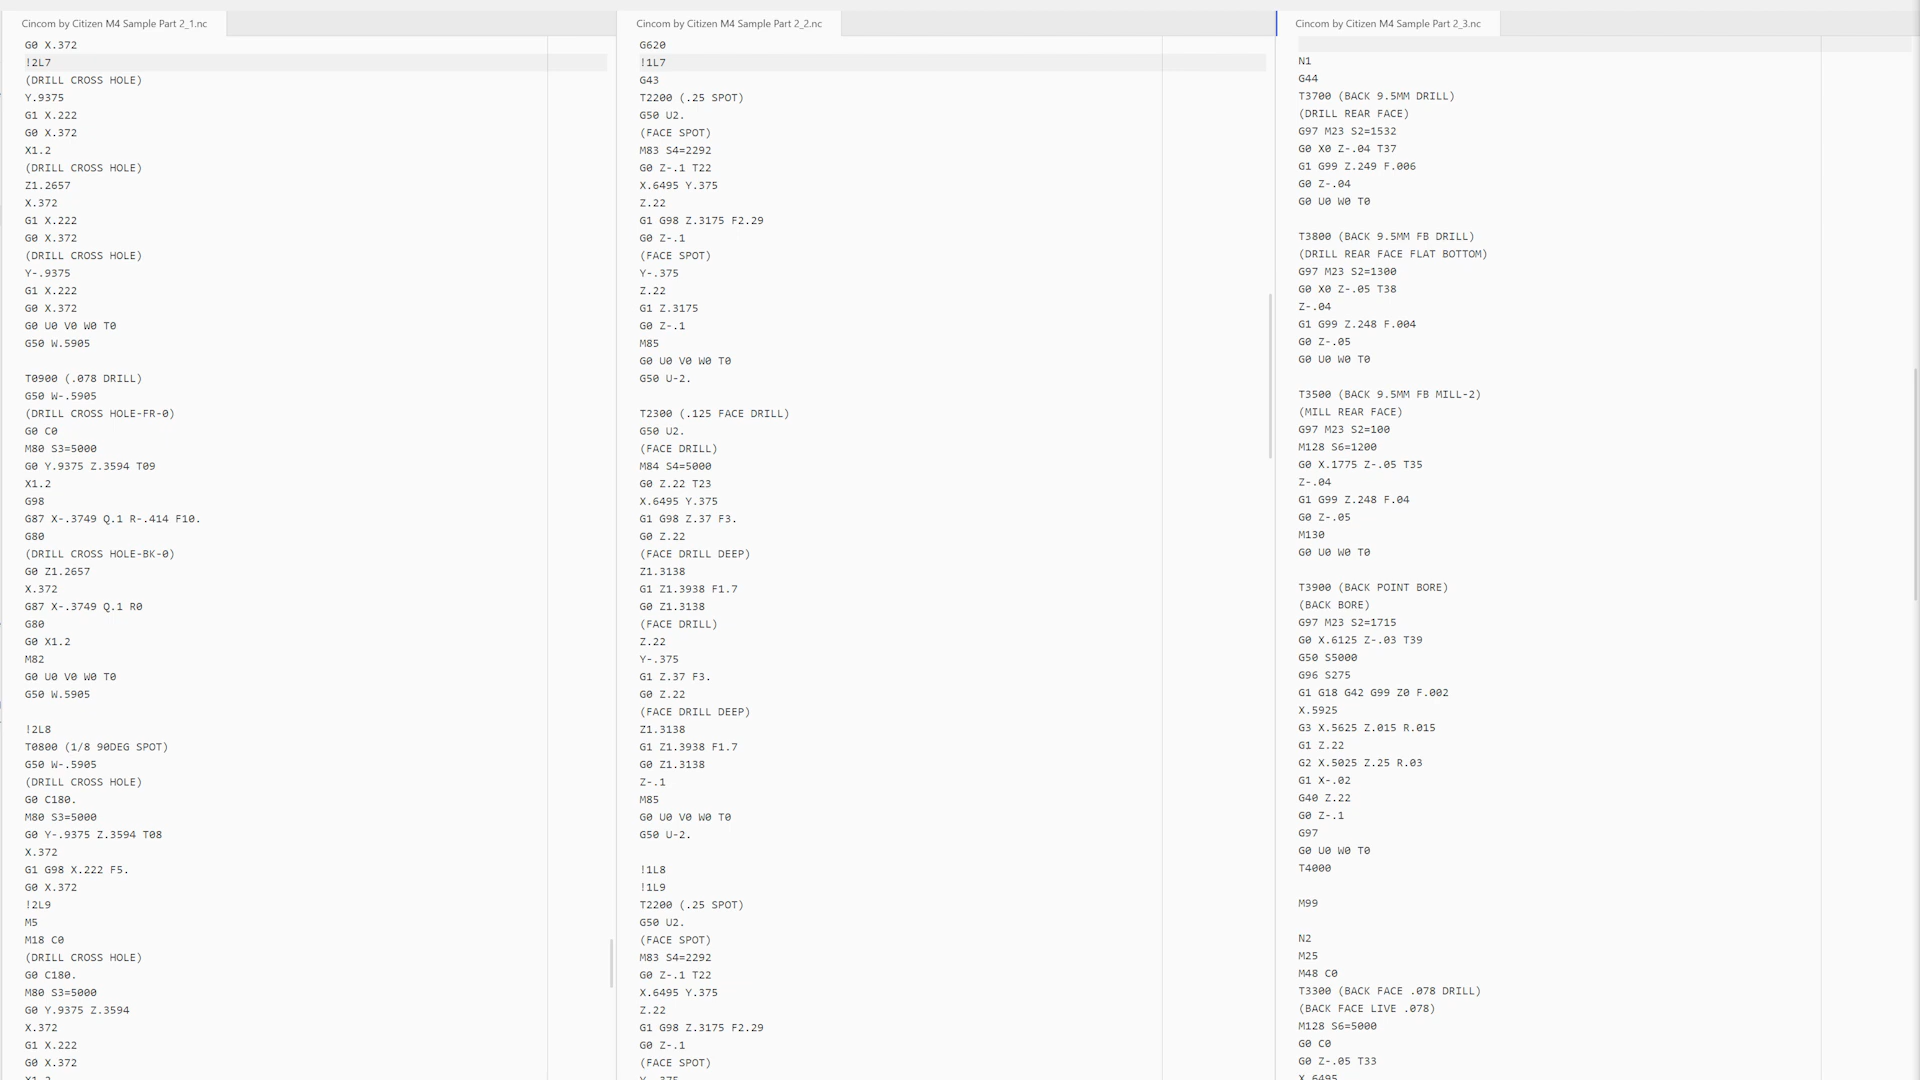 Cincom by Citizen M4 Sample Part 2_1.nc
G0 X.372
!2L7
(DRILL CROSS HOLE)
Y.9375
G1 X.222
G0 X.372
X1.2
(DRILL CROSS HOLE)
Z1.2657
X.372
G1 X.222
G0 X.372
(DRILL CROSS HOLE)
Y-.9375
G1 X.222
G0 X.372
G0 U0 V0 W0 T0
G50 W.5905
T0900 (.078 DRILL)
G50 W-.5905
(DRILL CROSS HOLE-FR-0)
G0 C0
M80 S3=5000
G0 Y.9375 Z.3594 T09
X1.2
G98
G87 X-.3749 Q.1 R-.414 F10.
G80
(DRILL CROSS HOLE-BK-0)
G0 Z1.2657
X.372
G87 X-.3749 Q.1 R0
G80
G0 X1.2
M82
G0 U0 V0 W0 T0
G50 W.5905
!2L8
T0800 (1/8 90DEG SPOT)
G50 W-.5905
(DRILL CROSS HOLE)
G0 C180.
M80 S3=5000
G0 Y-.9375 Z.3594 T08
X.372
G1 G98 X.222 F5.
G0 X.372
!2L9
M5
M18 C0
(DRILL CROSS HOLE)
G0 C180.
M80 S3=5000
G0 Y.9375 Z.3594
X.372
G1 X.222
G0 X.372
X1.2
Cincom by Citizen M4 Sample Part 2_2.nc
G620
!1L7
G43
T2200 (.25 SPOT)
G50 U2.
(FACE SPOT)
M83 S4=2292
G0 Z-.1 T22
X.6495 Y.375
Z.22
G1 G98 Z.3175 F2.29
G0 Z-.1
(FACE SPOT)
Y-.375
Z.22
G1 Z.3175
G0 Z-.1
M85
G0 U0 V0 W0 T0
G50 U-2.
T2300 (.125 FACE DRILL)
G50 U2.
(FACE DRILL)
M84 S4=5000
G0 Z.22 T23
X.6495 Y.375
G1 G98 Z.37 F3.
G0 Z.22
(FACE DRILL DEEP)
Z1.3138
G1 Z1.3938 F1.7
G0 Z1.3138
(FACE DRILL)
Z.22
Y-.375
G1 Z.37 F3.
G0 Z.22
(FACE DRILL DEEP)
Z1.3138
G1 Z1.3938 F1.7
G0 Z1.3138
Z-.1
M85
G0 U0 V0 W0 T0
G50 U-2.
!1L8
!1L9
T2200 (.25 SPOT)
G50 U2.
(FACE SPOT)
M83 S4=2292
G0 Z-.1 T22
X.6495 Y.375
Z.22
G1 G98 Z.3175 F2.29
G0 Z-.1
(FACE SPOT)
Y-.375
Cincom by Citizen M4 Sample Part 2_3.nc
N1
G44
T3700 (BACK 9.5MM DRILL)
(DRILL REAR FACE)
G97 M23 S2=1532
G0 X0 Z-.04 T37
G1 G99 Z.249 F.006
G0 Z-.04
G0 U0 W0 T0
T3800 (BACK 9.5MM FB DRILL)
(DRILL REAR FACE FLAT BOTTOM)
G97 M23 S2=1300
G0 X0 Z-.05 T38
Z-.04
G1 G99 Z.248 F.004
G0 Z-.05
G0 U0 W0 T0
T3500 (BACK 9.5MM FB MILL-2)
(MILL REAR FACE)
G97 M23 S2=100
M128 S6=1200
G0 X.1775 Z-.05 T35
Z-.04
G1 G99 Z.248 F.04
G0 Z-.05
M130
G0 U0 W0 T0
T3900 (BACK POINT BORE)
(BACK BORE)
G97 M23 S2=1715
G0 X.6125 Z-.03 T39
G50 S5000
G96 S275
G1 G18 G42 G99 Z0 F.002
X.5925
G3 X.5625 Z.015 R.015
G1 Z.22
G2 X.5025 Z.25 R.03
G1 X-.02
G40 Z.22
G0 Z-.1
G97
G0 U0 W0 T0
T4000
M99
N2
M25
M48 C0
T3300 (BACK FACE .078 DRILL)
(BACK FACE LIVE .078)
M128 S6=5000
G0 C0
G0 Z-.05 T33
X.6495